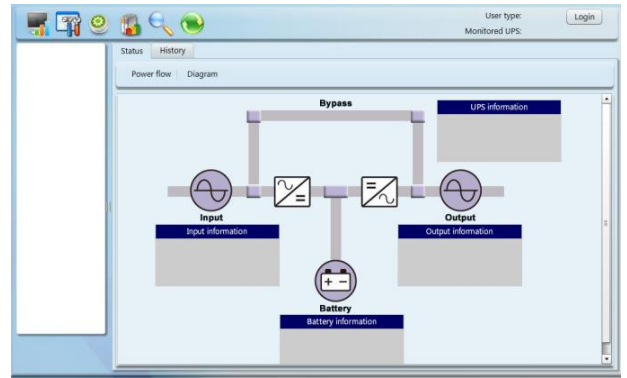 User type:
Login
Monitored UPS:
Status History
Power flow Diagram
Bypass
UPS information
Input
Output
Input information
Output information
Battery
Battery information